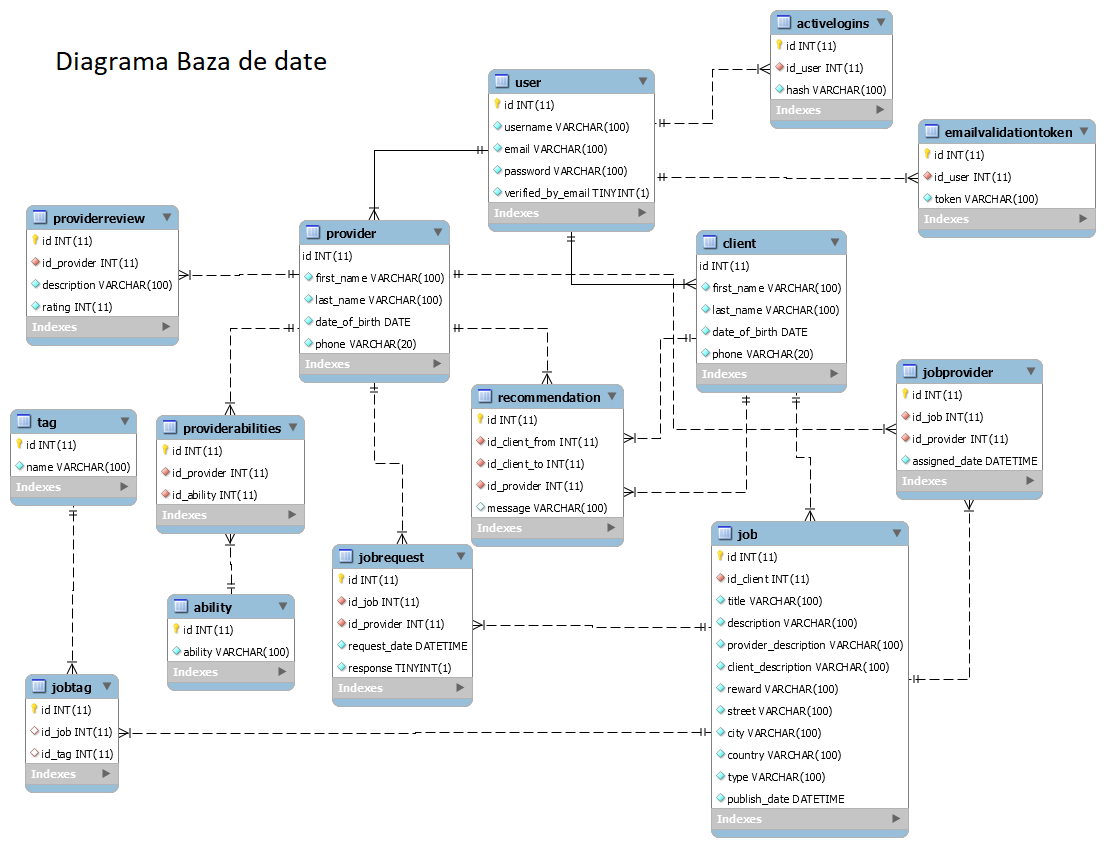 Diagrama Baza de date
activelogins
id INT(11)
id_user INT(11)
hash VARCHAR(100)
Indexes
user
id INT(11)
username VARCHAR(100)
email VARCHAR(100)
password VARCHAR(100)
verified_by_email TINYINT(1)
Indexes
emailvalidationtoken
id INT(11)
id_user INT(11)
token VARCHAR(100)
Indexes
providerreview
id INT(11)
id_provider INT(11)
description VARCHAR(100)
rating INT(11)
Indexes
provider
id INT(11)
first_name VARCHAR(100)
last_name VARCHAR(100)
date_of_birth DATE
phone VARCHAR(20)
Indexes
client
id INT(11)
first_name VARCHAR(100)
last_name VARCHAR(100)
date_of_birth DATE
phone VARCHAR(20)
Indexes
jobprovider
id INT(11)
id_job INT(11)
id_provider INT(11)
assigned_date DATETIME
Indexes
recommendation
id INT(11)
id_client_from INT(11)
id_client_to INT(11)
id_provider INT(11)
message VARCHAR(100)
Indexes
tag
id INT(11)
name VARCHAR(100)
Indexes
providerabilities
id INT(11)
id_provider INT(11)
id_ability INT(11)
Indexes
jobrequest
id INT(11)
id_job INT(11)
id_provider INT(11)
request_date DATETIME
response TINYINT(1)
Indexes
job
id INT(11)
id_client INT(11)
title VARCHAR(100)
description VARCHAR(100)
provider_description VARCHAR(100)
client_description VARCHAR(100)
reward VARCHAR(100)
street VARCHAR(100)
city VARCHAR(100)
country VARCHAR(100)
type VARCHAR(100)
publish_date DATETIME
Indexes
ability
id INT(11)
ability VARCHAR(100)
Indexes
jobtag
id INT(11)
id_job INT(11)
id_tag INT(11)
Indexes